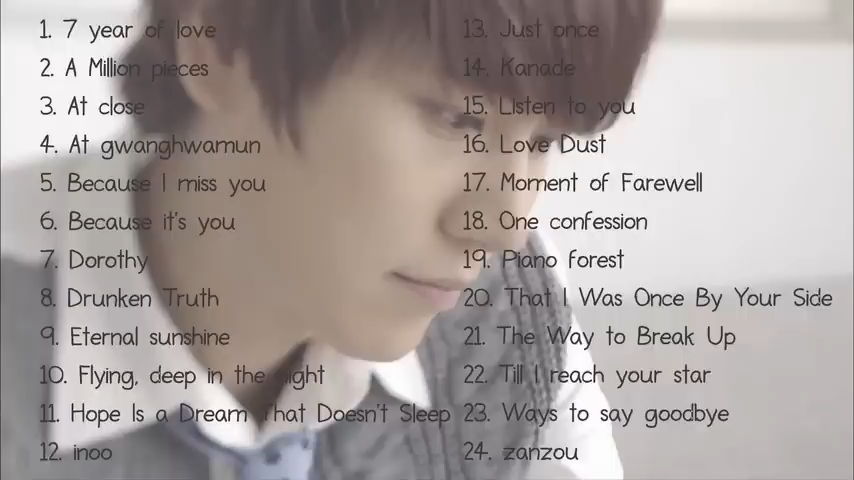 1. 7 year of love
2. A Million pieces
3. At close
4. At gwanghwamun
5. Because I miss you
6. Because it's you
7. Dorothy
8. Drunken Truth
9. Eternal sunshine
10. Flying, deep in the night
11. Hope Is a Dream That Doesn't Sleep
12. inoo
13. Just once
14. Kanade
15. Listen to you
16. Love Dust
17. Moment of Farewell
18. One confession
19. Piano forest
20. That I Was Once By Your Side
21. The Way to Break Up
22. Till I reach your star
23. Ways to say goodbye
24. zanzou